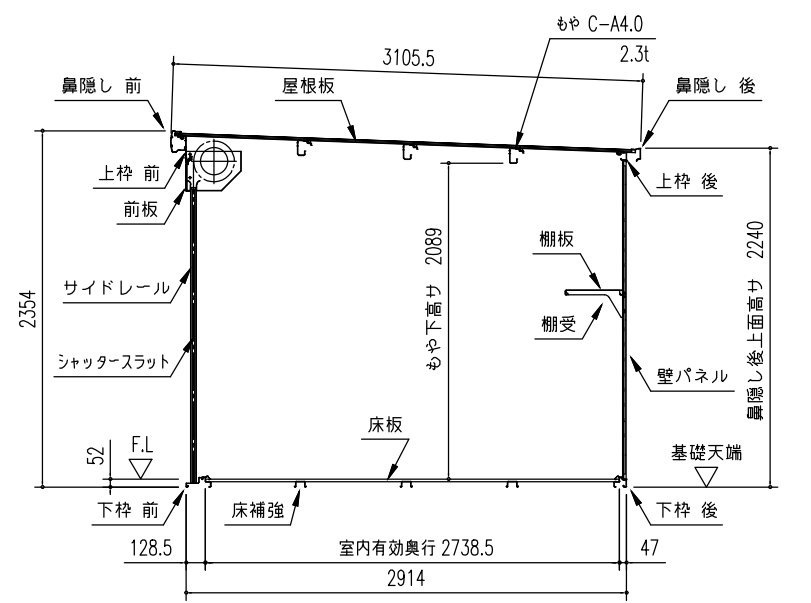 もや C-A4.0
2.3t
3105.5
鼻隠し 前
屋根板
鼻隠し 後
上枠 前
上枠 後
前板
サイドレール
シャッタースラット
2354
もや下高サ 2089
棚板
棚受
鼻隠し後上面高サ 2240
壁パネル
床板
52
F.L
基礎天端
下枠 前
床補強
下枠 後
128.5
室内有効奥行 2738.5
47
2914